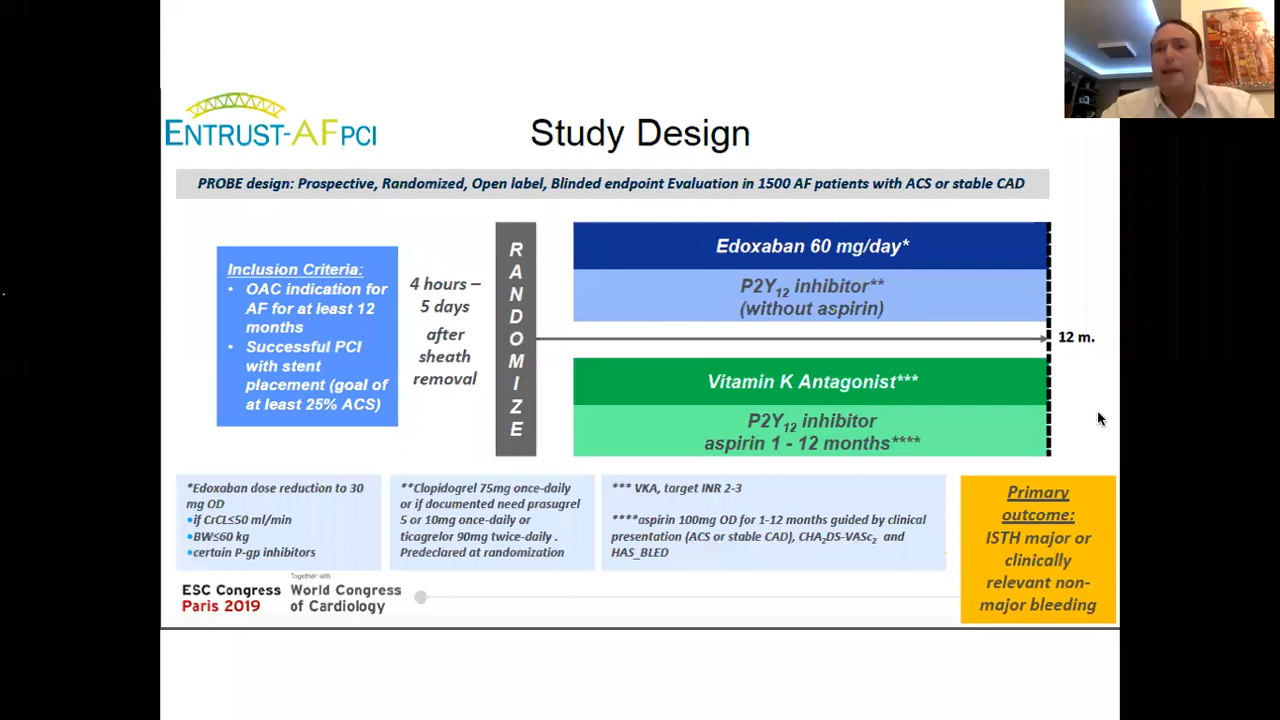 ENTRUST-AF PCI
Study Design
PROBE design: Prospective, Randomized, Open label, Blinded endpoint Evaluation in 1500 AF patients with ACS or stable CAD
Inclusion Criteria:
• OAC indication for
AF for at least 12
months
• Successful PCI
with stent
placement (goal of
at least 25% ACS)
4 hours –
5 days
after
sheath
removal
R
A
N
D
O
M
I
Z
E
Edoxaban 60 mg/day*
P2Y12 inhibitor**
(without aspirin)
12 m.
Vitamin K Antagonist***
P2Y12 inhibitor
aspirin 1 - 12 months****
*Edoxaban dose reduction to 30
mg OD
•if CrCL≤50 ml/min
•BW≤60 kg
•certain P-gp inhibitors
**Clopidogrel 75mg once-daily
or if documented need prasugrel
5 or 10mg once-daily or
ticagrelor 90mg twice-daily .
Predeclared at randomization
*** VKA, target INR 2-3
****aspirin 100mg OD for 1-12 months guided by clinical
presentation (ACS or stable CAD), CHA2DS-VASc2 and
HAS_BLED
Primary
outcome:
ISTH major or
clinically
relevant non-
major bleeding
ESC Congress
Paris 2019
Together with
World Congress
of Cardiology